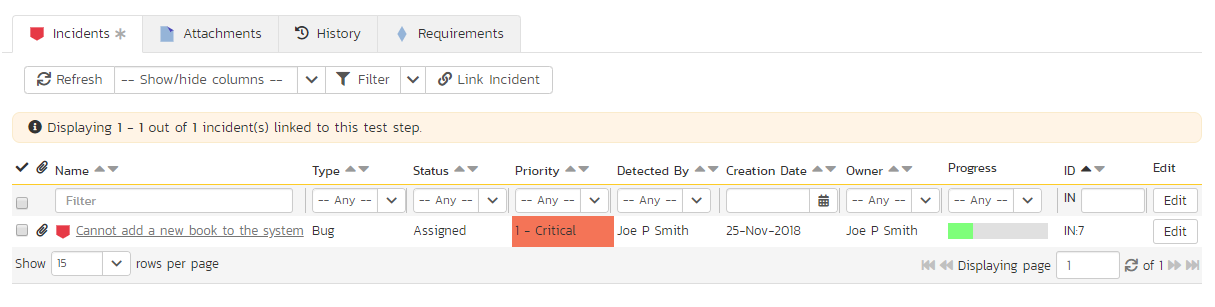 Incidents Attachments History Requirements
Refresh -- Show/hide columns -- Filter Link Incident
Displaying 1 - 1 out of 1 incident(s) linked to this test step.
Name Type Status Priority Detected By Creation Date Owner Progress ID Edit
Filter -- Any -- -- Any -- -- Any -- -- Any -- -- Any -- -- Any -- IN Edit
Cannot add a new book to the system Bug Assigned 1 - Critical Joe P Smith 25-Nov-2018 Joe P Smith IN:7 Edit
Show 15 rows per page Displaying page 1 of 1